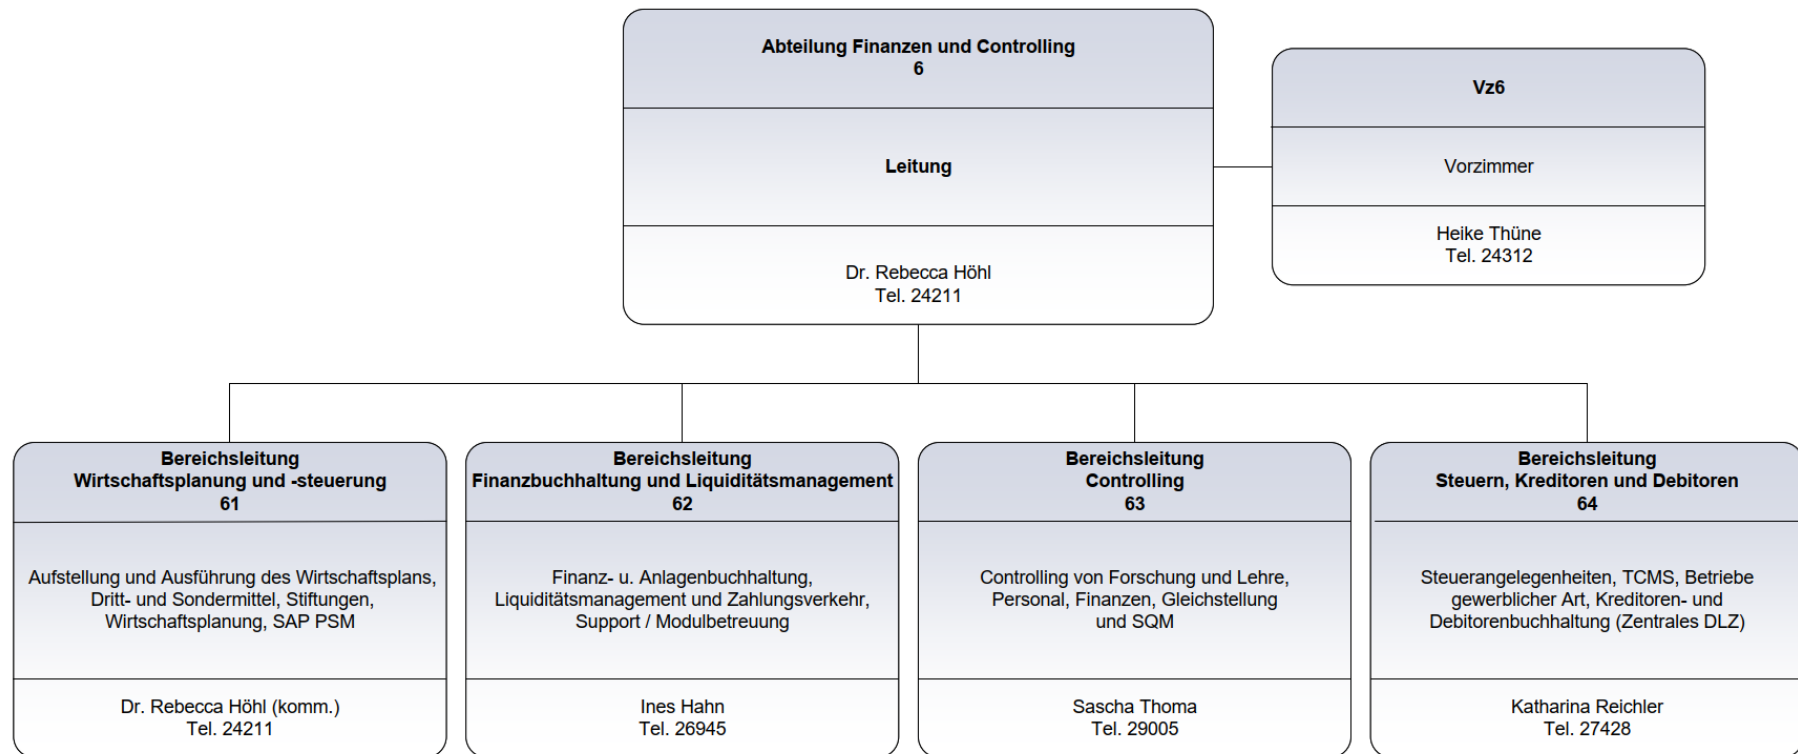 Abteilung Finanzen und Controlling
6
Leitung
Dr. Rebecca Höhl
Tel. 24211
Vz6
Vorzimmer
Heike Thüne
Tel. 24312
Bereichsleitung
Wirtschaftsplanung und -steuerung
61
Aufstellung und Ausführung des Wirtschaftsplans,
Dritt- und Sondermittel, Stiftungen,
Wirtschaftsplanung, SAP PSM
Dr. Rebecca Höhl (komm.)
Tel. 24211
Bereichsleitung
Finanzbuchhaltung und Liquiditätsmanagement
62
Finanz- u. Anlagenbuchhaltung,
Liquiditätsmanagement und Zahlungsverkehr,
Support / Modulbetreuung
Ines Hahn
Tel. 26945
Bereichsleitung
Controlling
63
Controlling von Forschung und Lehre,
Personal, Finanzen, Gleichstellung
und SQM
Sascha Thoma
Tel. 29005
Bereichsleitung
Steuern, Kreditoren und Debitoren
64
Steuerangelegenheiten, TCMS, Betriebe
gewerblicher Art, Kreditoren- und
Debitorenbuchhaltung (Zentrales DLZ)
Katharina Reichler
Tel. 27428